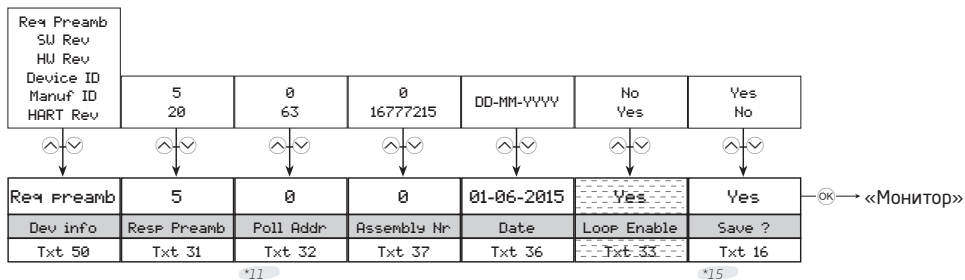 Req Preamb
SW Rev
HW Rev
Device ID
Manuf ID
HART Rev
5
20
0
63
0
16777215
DD-MM-YYYY
No
Yes
Yes
No
Req preamb 5 0 0 01-06-2015 Yes Yes OK «Монитор»
Dev info Resp Preamb Poll Addr Assembly Nr Date Loop Enable Save ?
Txt 50 Txt 31 Txt 32 Txt 37 Txt 36 Txt 33 Txt 16
*11 *15